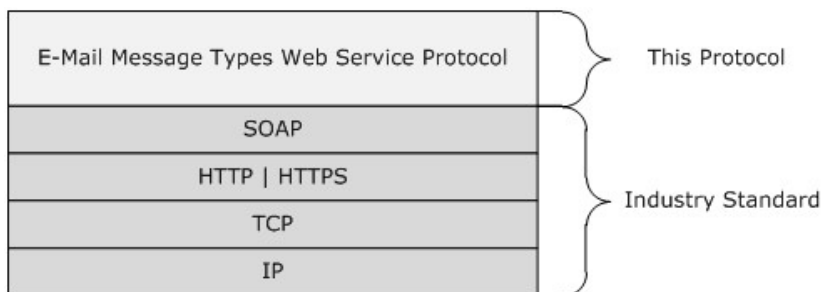 E-Mail Message Types Web Service Protocol
This Protocol
SOAP
HTTP | HTTPS
Industry Standard
TCP
IP